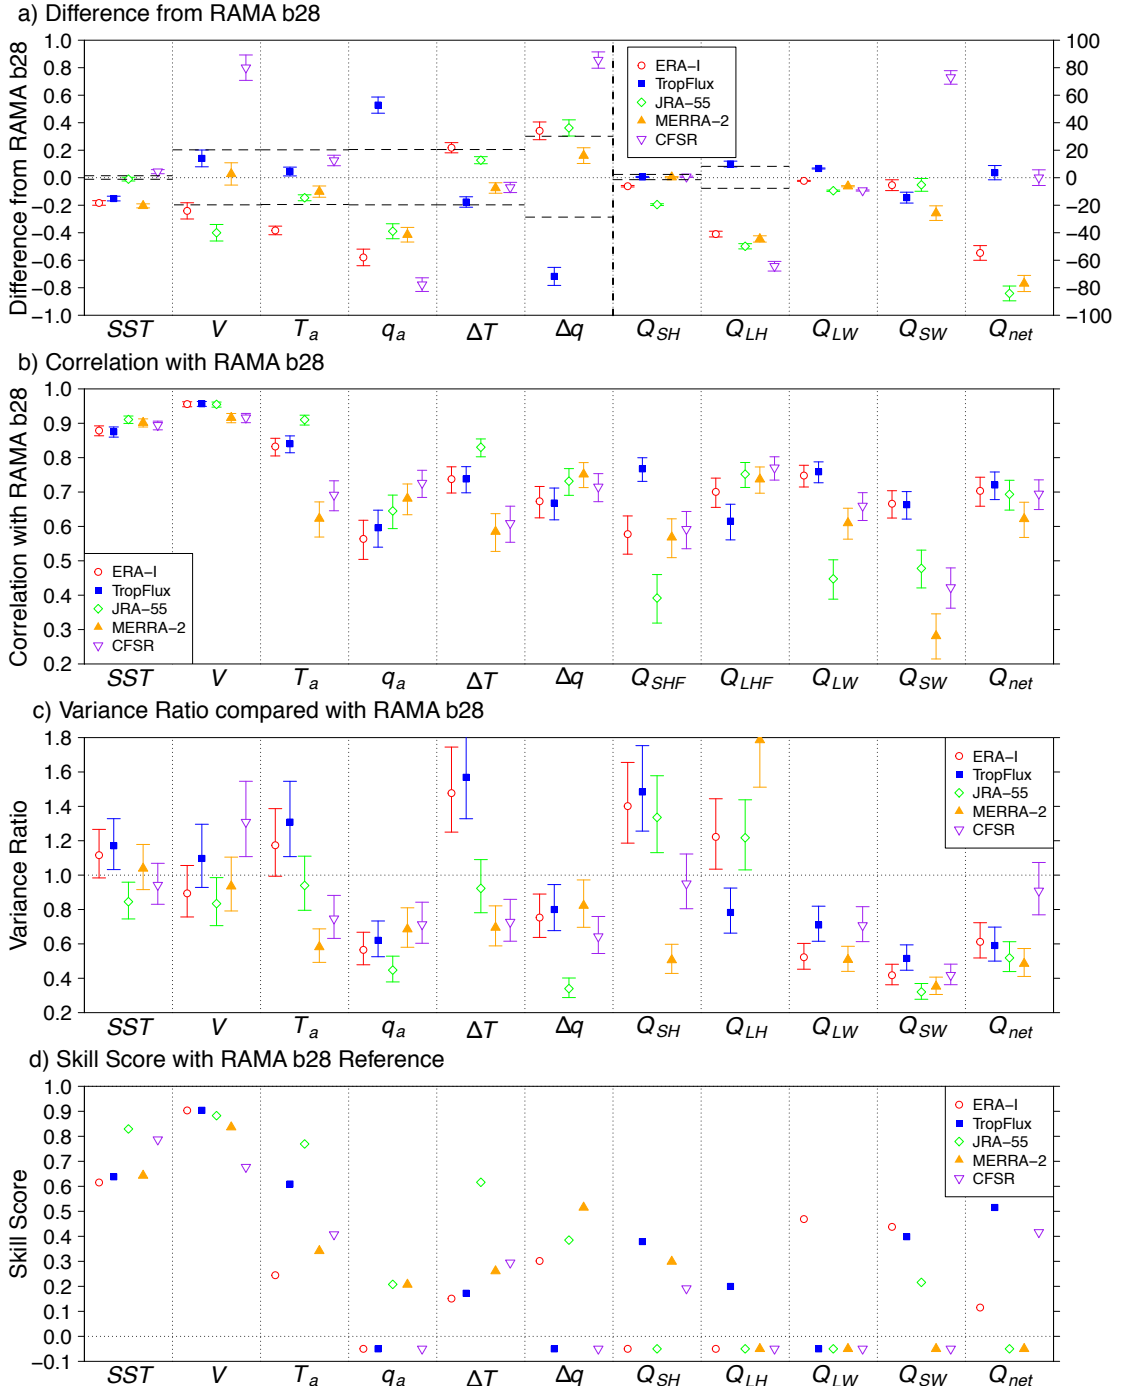 a) Difference from RAMA b28
Difference from RAMA b28
1.0
0.8
0.6
0.4
0.2
0.0
−0.2
−0.4
−0.6
−0.8
−1.0
100
80
60
40
20
0
−20
−40
−60
−80
−100
ERA−I
TropFlux
JRA−55
MERRA−2
CFSR
SST V Ta qa ΔT Δq QSH QLH QLW QSW Qnet
b) Correlation with RAMA b28
Correlation with RAMA b28
1.0
0.9
0.8
0.7
0.6
0.5
0.4
0.3
0.2
ERA−I
TropFlux
JRA−55
MERRA−2
CFSR
SST V Ta qa ΔT Δq QSHF QLHF QLW QSW Qnet
c) Variance Ratio compared with RAMA b28
Variance Ratio
1.8
1.6
1.4
1.2
1.0
0.8
0.6
0.4
0.2
ERA−I
TropFlux
JRA−55
MERRA−2
CFSR
SST V Ta qa ΔT Δq QSH QLH QLW QSW Qnet
d) Skill Score with RAMA b28 Reference
Skill Score
1.0
0.9
0.8
0.7
0.6
0.5
0.4
0.3
0.2
0.1
0.0
−0.1
ERA−I
TropFlux
JRA−55
MERRA−2
CFSR
SST V Ta qa ΔT Δq QSH QLH QLW QSW Qnet